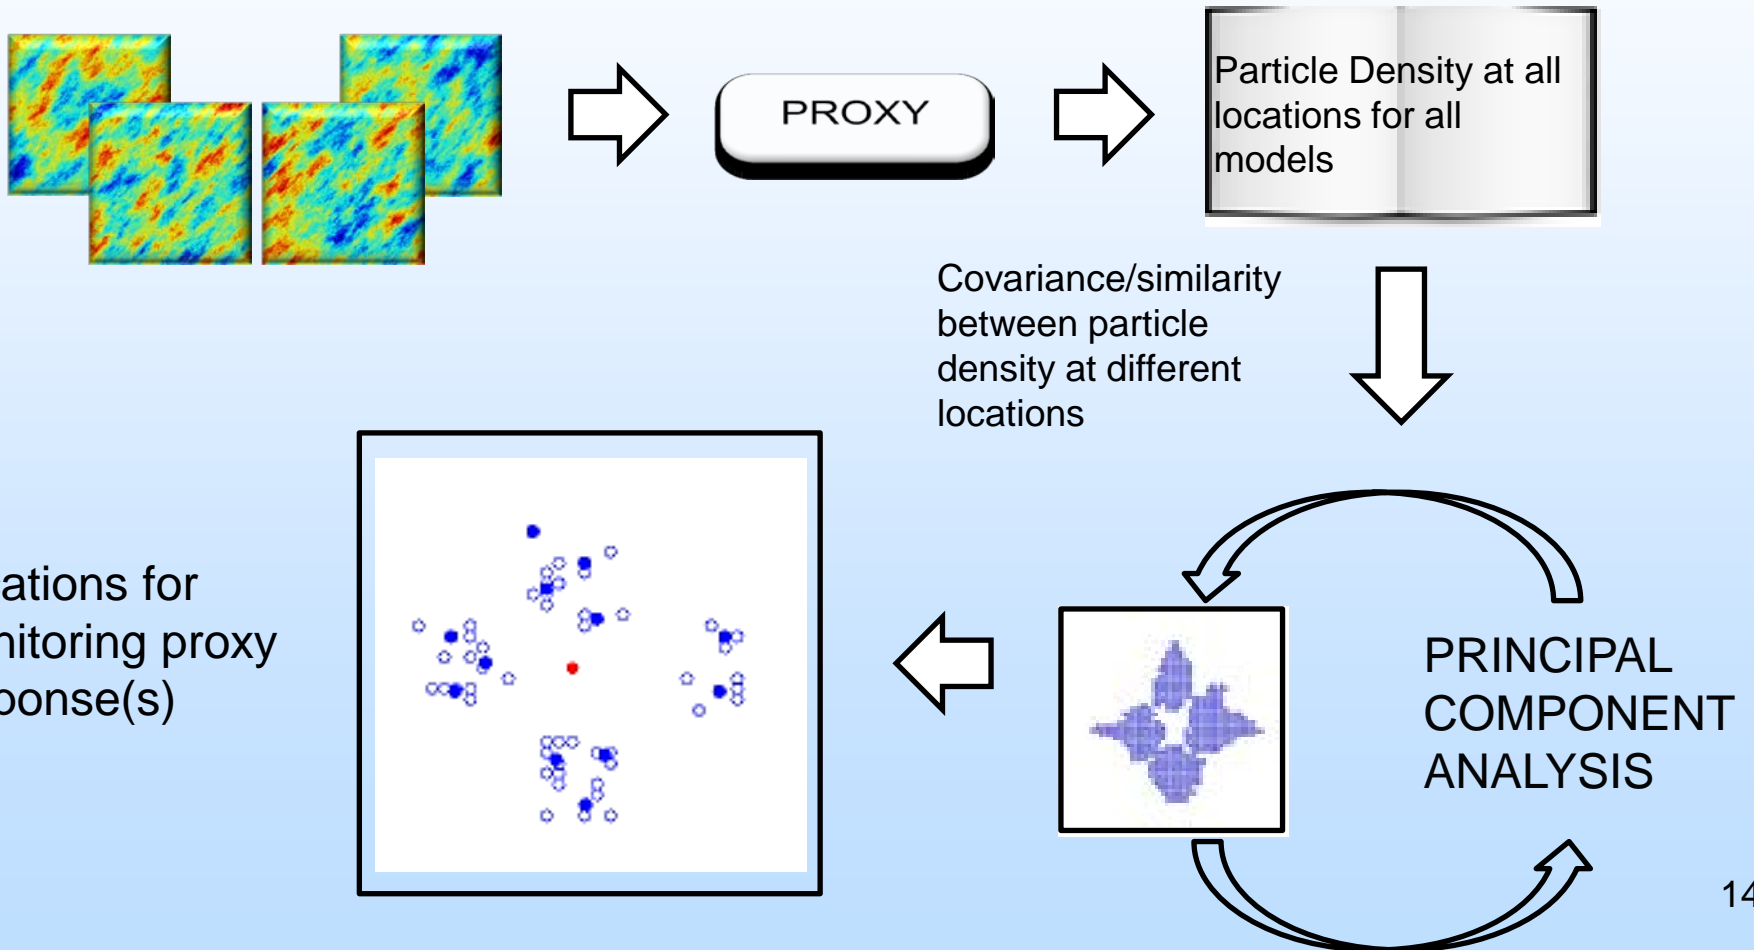 PROXY
Particle Density at all
locations for all
models
Covariance/similarity
between particle
density at different
locations
ations for
nitoring proxy
ponse(s)
PRINCIPAL
COMPONENT
ANALYSIS
14